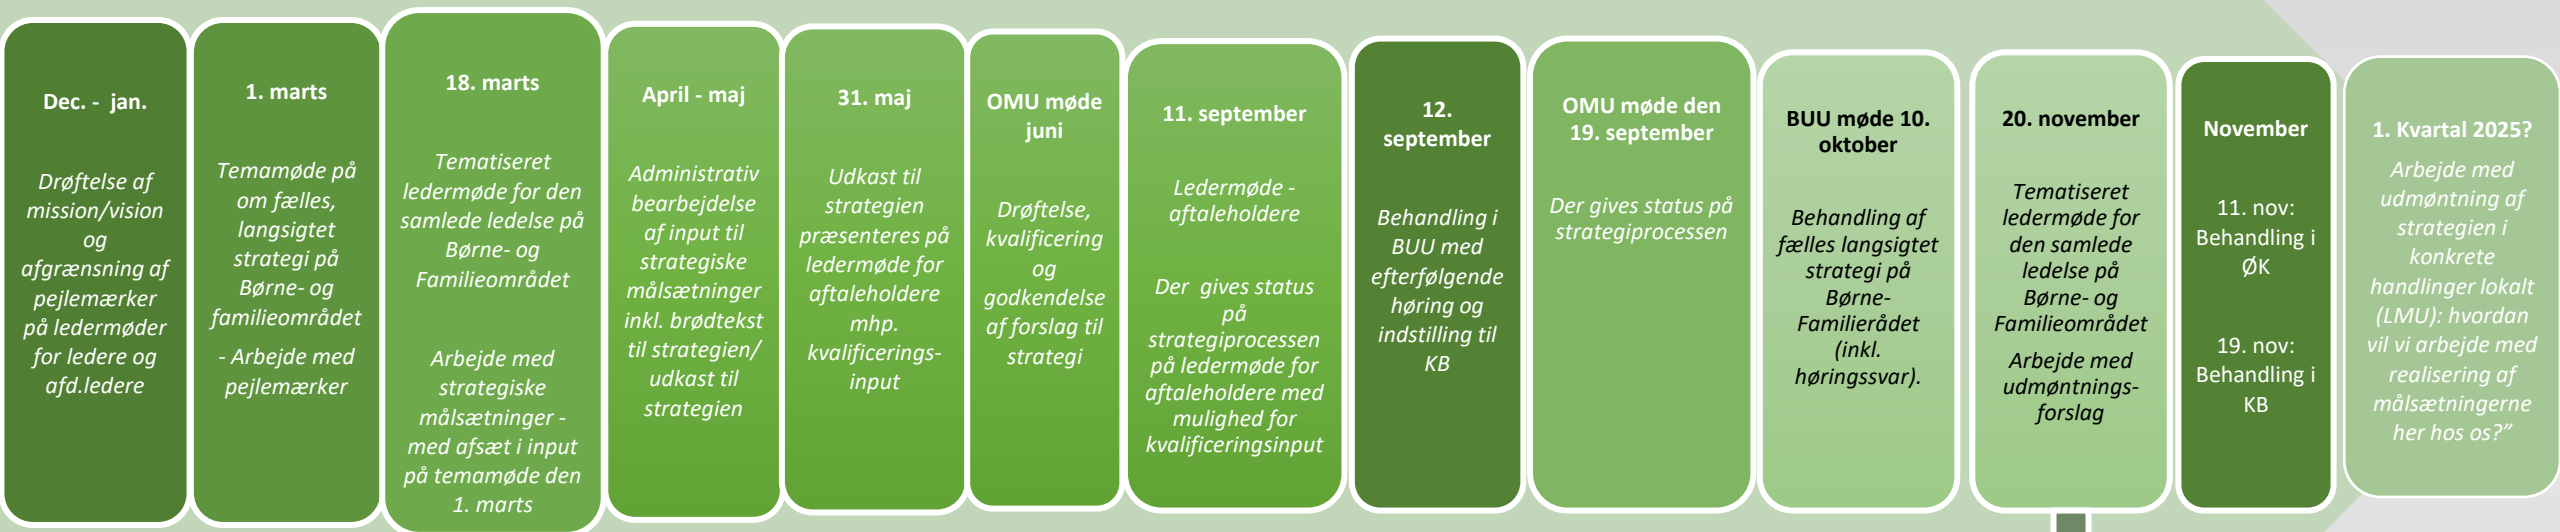 Dec. - jan.
Drøftelse af
mission/vision
og
afgrænsning af
pejlemærker
på ledermøder
for ledere og
afd.ledere
1. marts
Temamøde på
om fælles,
langsigtet
strategi på
Børne- og
familieområdet
- Arbejde med
pejlemærker
18. marts
Tematiseret
ledermøde for den
samlede ledelse på
Børne- og
Familieområdet
Arbejde med
strategiske
målsætninger -
med afsæt i input
på temamøde den
1. marts
April - maj
Administrativ
bearbejdelse
af input til
strategiske
målsætninger
inkl. brødtekst
til strategien/
udkast til
strategien
31. maj
Udkast til
strategien
præsenteres på
ledermøde for
aftaleholdere
mhp.
kvalificerings-
input
OMU møde
juni
Drøftelse,
kvalificering
og
godkendelse
af forslag til
strategi
11. september
Ledermøde -
aftaleholdere
Der  gives status
på
strategiprocessen
på ledermøde for
aftaleholdere med
mulighed for
kvalificeringsinput
12.
september
Behandling i
BUU med
efterfølgende
høring og
indstilling til
KB
OMU møde den
19. september
Der gives status på
strategiprocessen
BUU møde 10.
oktober
Behandling af
fælles langsigtet
strategi på
Børne-
Familierådet
(inkl.
høringssvar).
20. november
Tematiseret
ledermøde for
den samlede
ledelse på
Børne- og
Familieområdet
Arbejde med
udmøntnings-
forslag
November
11. nov:
Behandling i
ØK
19. nov:
Behandling i
KB
1. Kvartal 2025?
Arbejde med
udmøntning af
strategien i
konkrete
handlinger lokalt
(LMU): hvordan
vil vi arbejde med
realisering af
målsætningerne
her hos os?”